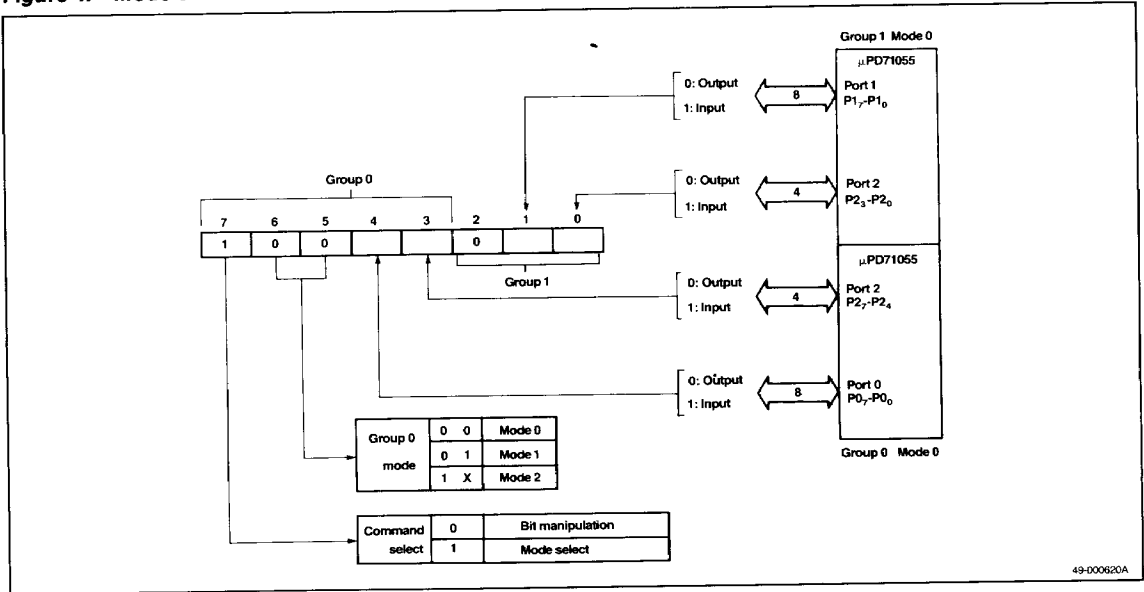 Group 1 Mode 0
μPD71055
0: Output
1: Input
8
Port 1
P1₇-P1₀
0: Output
1: Input
4
Port 2
P2₃-P2₀
Group 0
7 6 5 4 3 2 1 0
1 0 0 0
Group 1
μPD71055
0: Output
1: Input
4
Port 2
P2₇-P2₄
0: Output
1: Input
8
Port 0
P0₇-P0₀
Group 0 Mode 0
Group 0
mode
0 0 Mode 0
0 1 Mode 1
1 X Mode 2
Command
select
0 Bit manipulation
1 Mode select
49-000620A